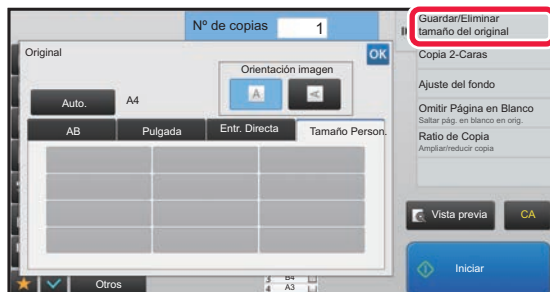 Nº de copias
1
Original
OK
Orientación imagen
Auto.
A4
A
A
AB
Pulgada
Entr. Directa
Tamaño Person.
Guardar/Eliminar
tamaño del original
Copia 2-Caras
Ajuste del fondo
Omitir Página en Blanco
Saltar pág. en blanco en orig.
Ratio de Copia
Ampliar/reducir copia
Vista previa
CA
Iniciar
Otros
3 B4
4 A3